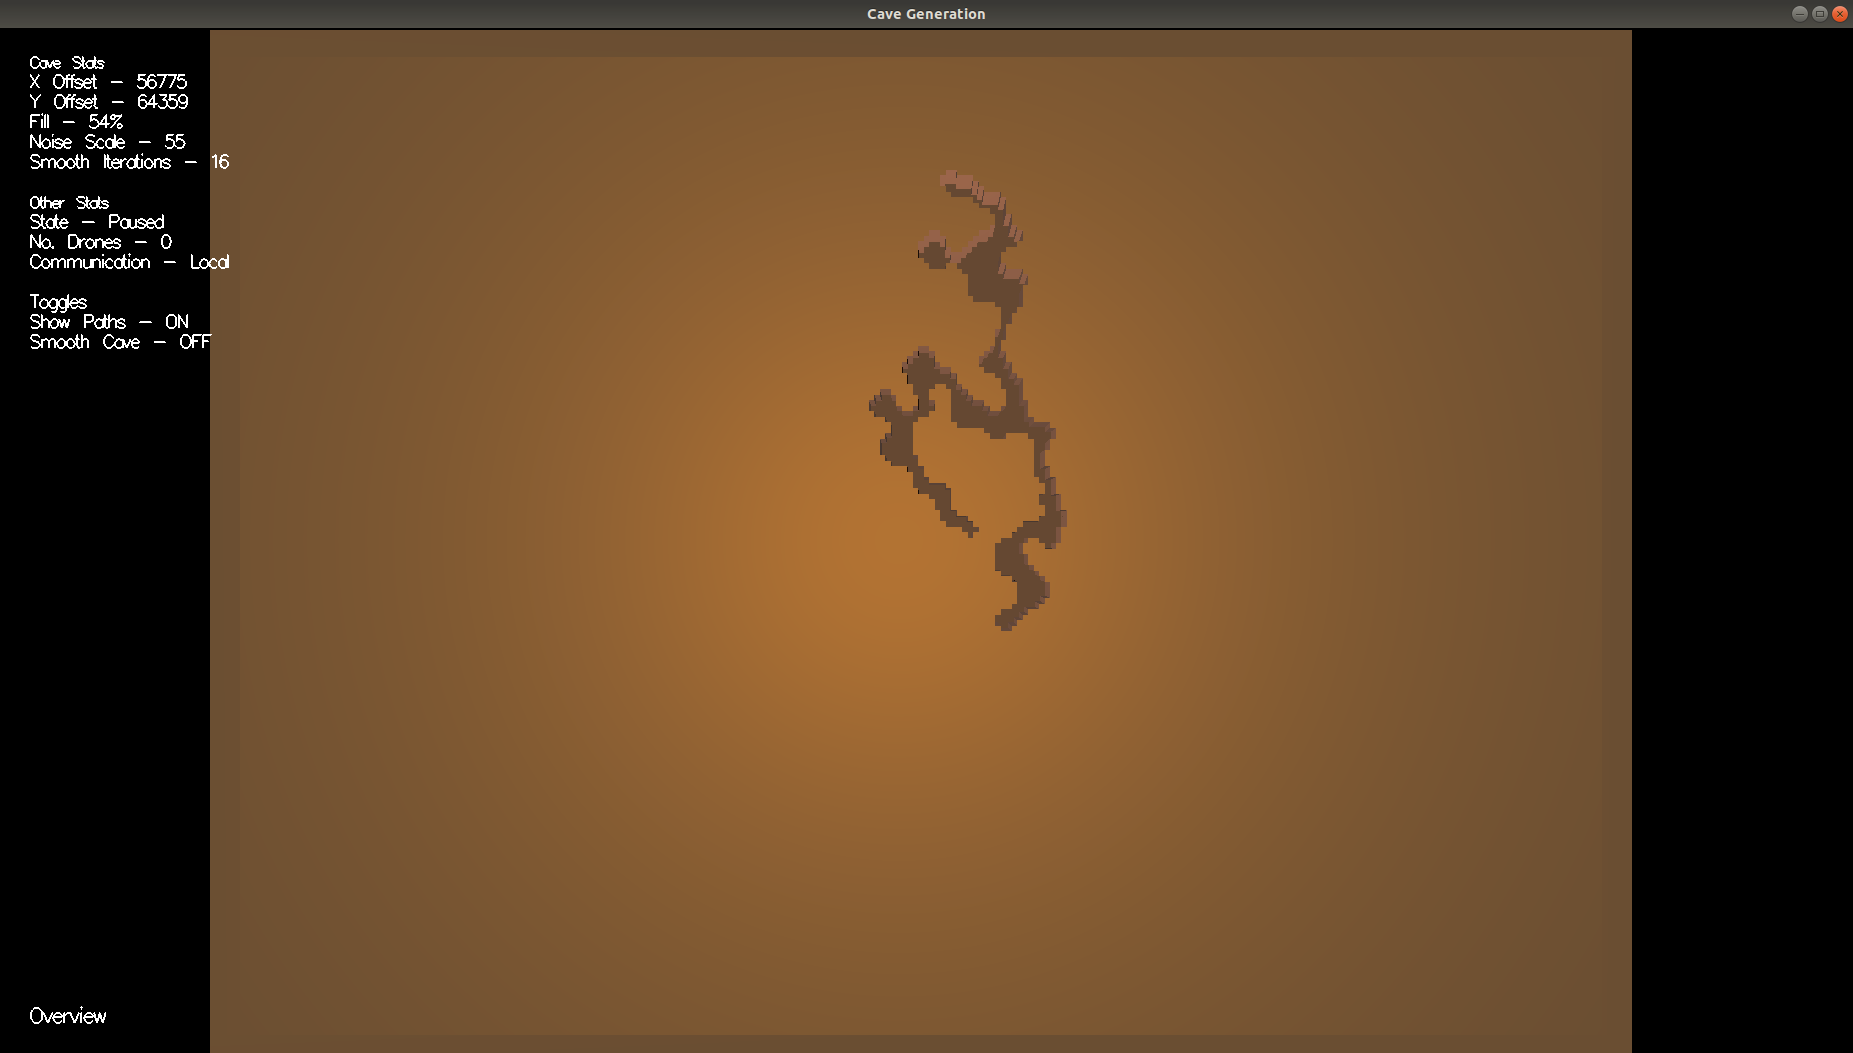 Cave Generation
Cave Stats
X Offset - 56775
Y Offset - 64359
Fill - 54%
Noise Scale - 55
Smooth Iterations - 16
Other Stats
State - Paused
No. Drones - 0
Communication - Local
Toggles
Show Paths - ON
Smooth Cave - OFF
Overview